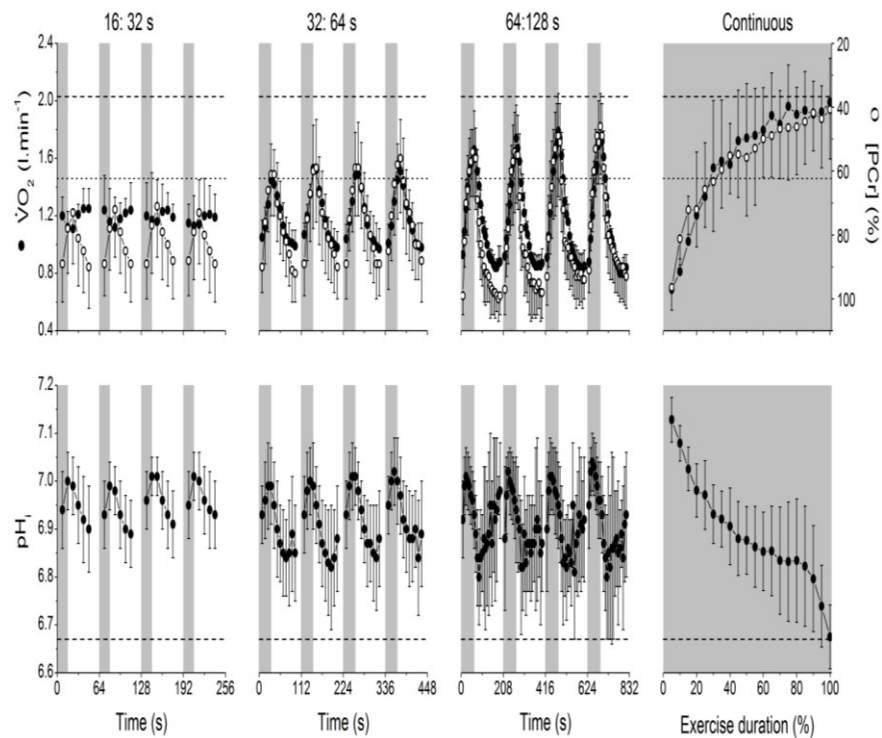 16: 32 s
32: 64 s
64:128 s
Continuous
2.4
2.0
1.6
1.2
0.8
0.4
● V̇O₂ (l.min⁻¹)
20
40
60
80
100
○ [PCr] (%)
7.2
7.1
7.0
6.9
6.8
6.7
6.6
pHᵢ
0 64 128 192 256
0 112 224 336 448
0 208 416 624 832
0 20 40 60 80 100
Time (s)
Time (s)
Time (s)
Exercise duration (%)